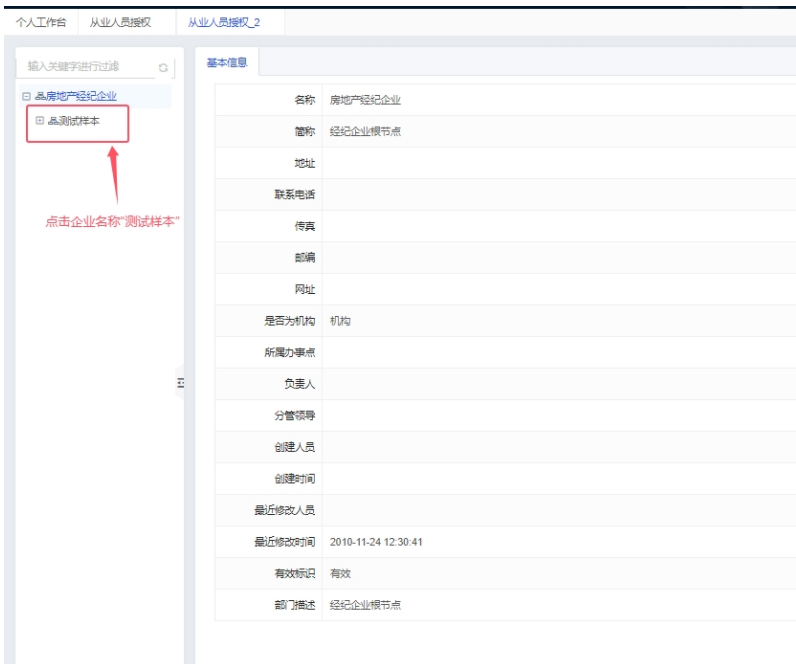 个人工作台 从业人员授权 从业人员授权_2
输入关键字进行过滤
房地产经纪企业
测试样本
点击企业名称“测试样本”
基本信息
名称 房地产经纪企业
简称 经纪企业根节点
地址
联系电话
传真
邮编
网址
是否为机构 机构
所属办事点
负责人
分管领导
创建人员
创建时间
最近修改人员
最近修改时间 2010-11-24 12:30:41
有效标识 有效
部门描述 经纪企业根节点